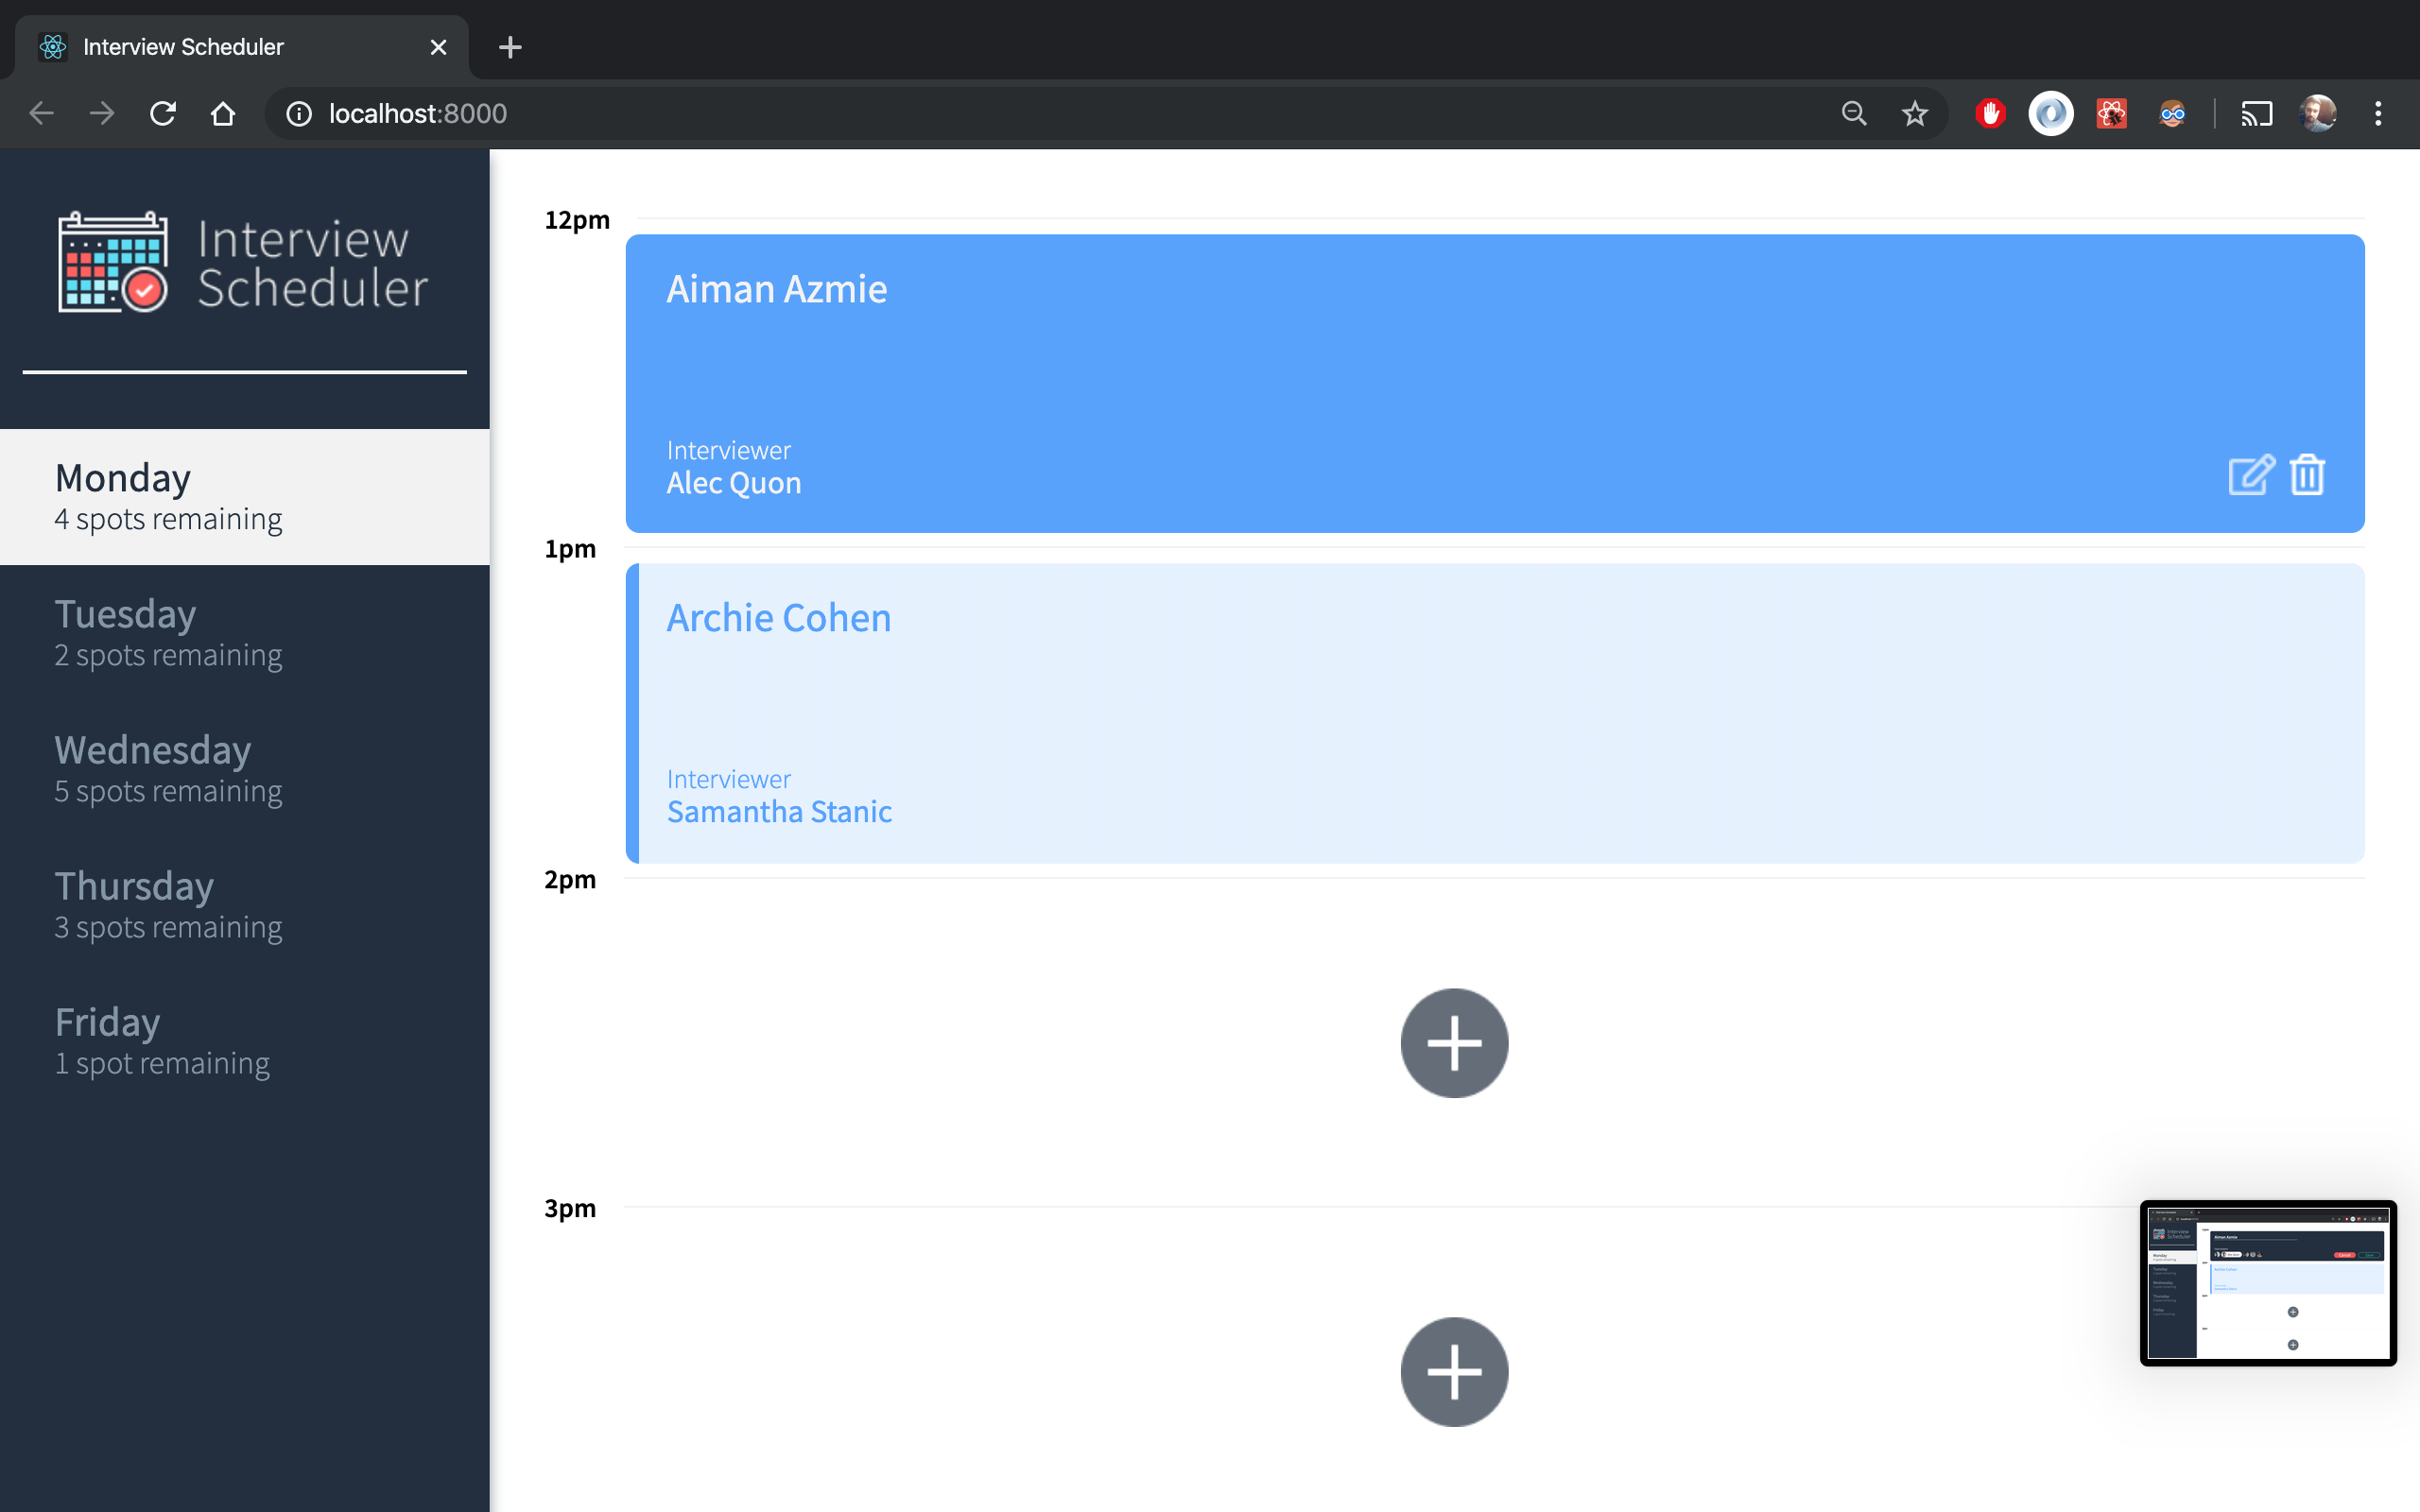 Interview Scheduler
localhost:8000
Interview
Scheduler
Monday
4 spots remaining
Tuesday
2 spots remaining
Wednesday
5 spots remaining
Thursday
3 spots remaining
Friday
1 spot remaining
12pm
Aiman Azmie
Interviewer
Alec Quon
1pm
Archie Cohen
Interviewer
Samantha Stanic
2pm
3pm